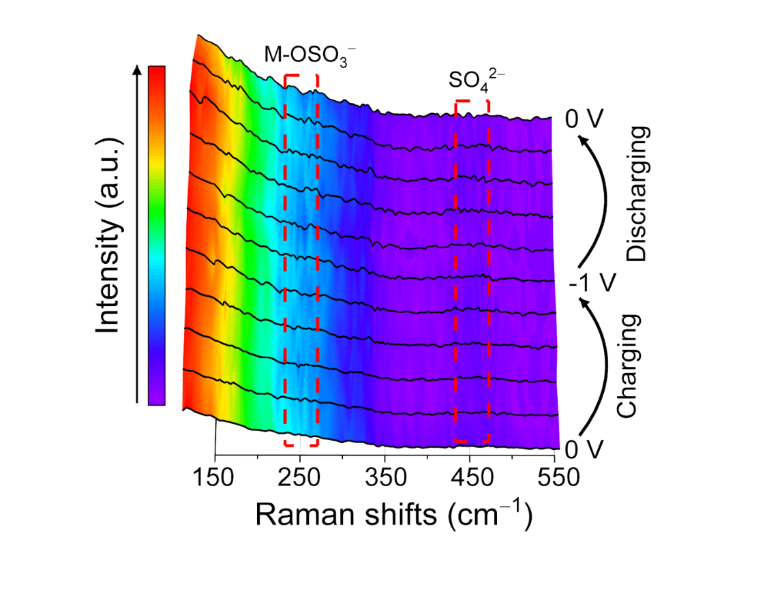 M-OSO₃⁻
SO₄²⁻
0 V
Discharging
-1 V
Charging
0 V
Intensity (a.u.)
150 250 350 450 550
Raman shifts (cm⁻¹)